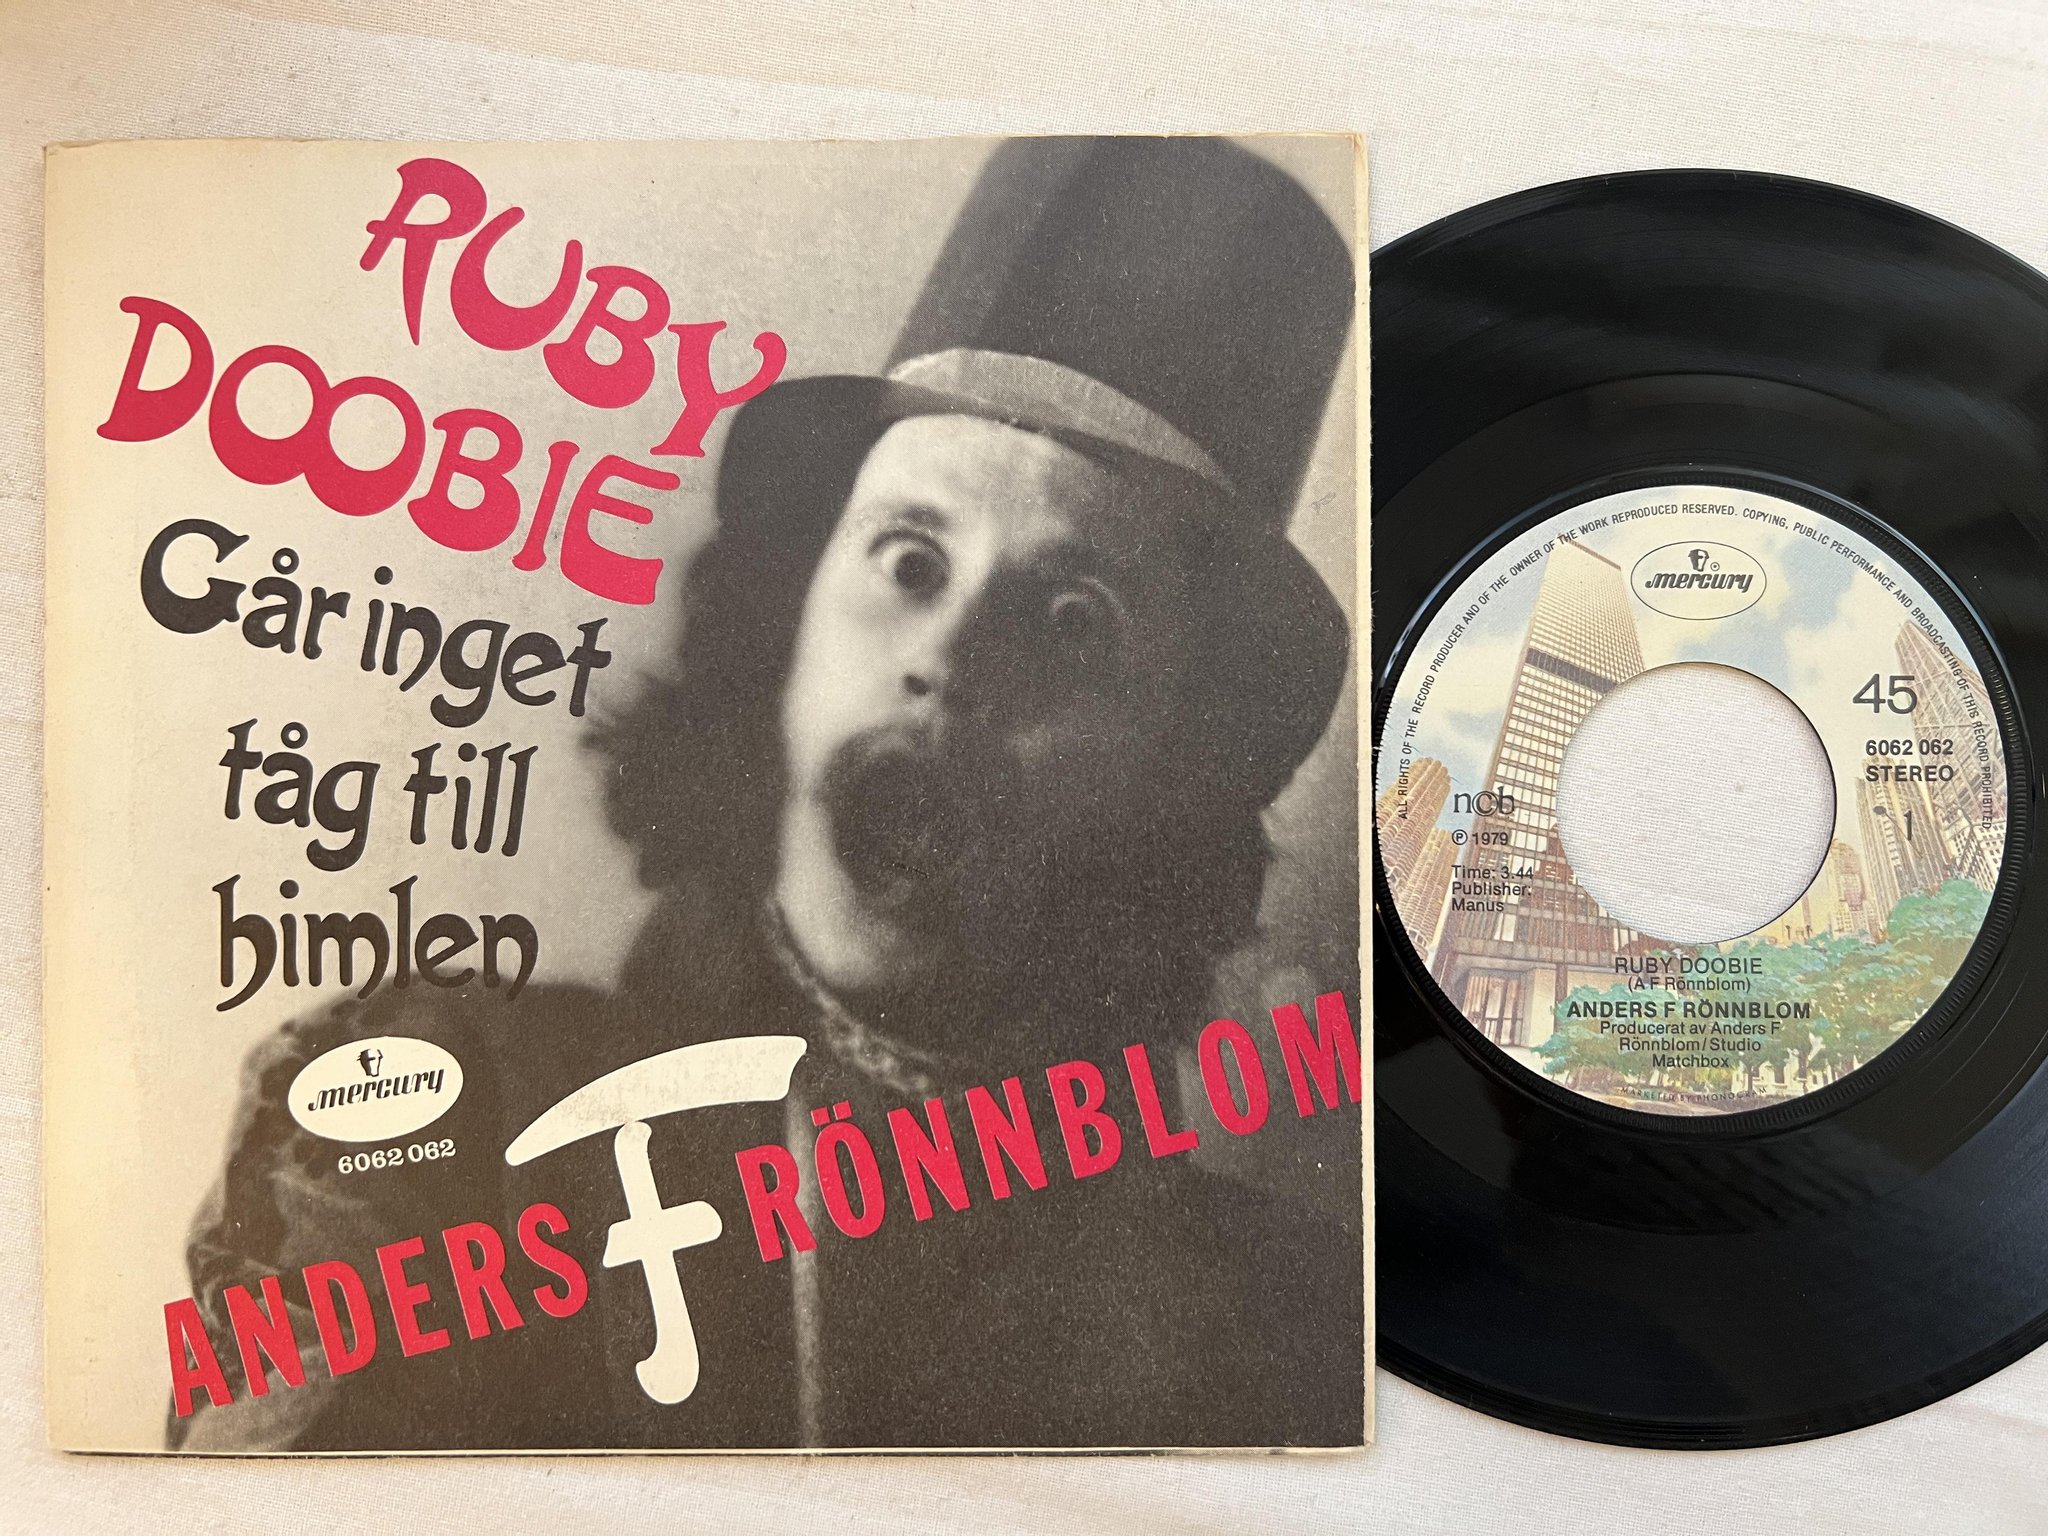 RUBY
DOOBIE
Går inget
tåg till
himlen
mercury
6062 062
ANDERS F RÖNNBLOM
ALL RIGHTS OF THE RECORD PRODUCER AND OF THE OWNER OF THE WORK REPRODUCED RESERVED. COPYING, PUBLIC PERFORMANCE AND BROADCASTING OF THIS RECORD PROHIBITED
mercury
45
6062 062
STEREO
1
ncb
℗ 1979
Time: 3.44
Publisher:
Manus
RUBY DOOBIE
(A F Rönnblom)
ANDERS F RÖNNBLOM
Producerat av Anders F
Rönnblom/Studio
Matchbox
MARKETED BY PHONOGRAM